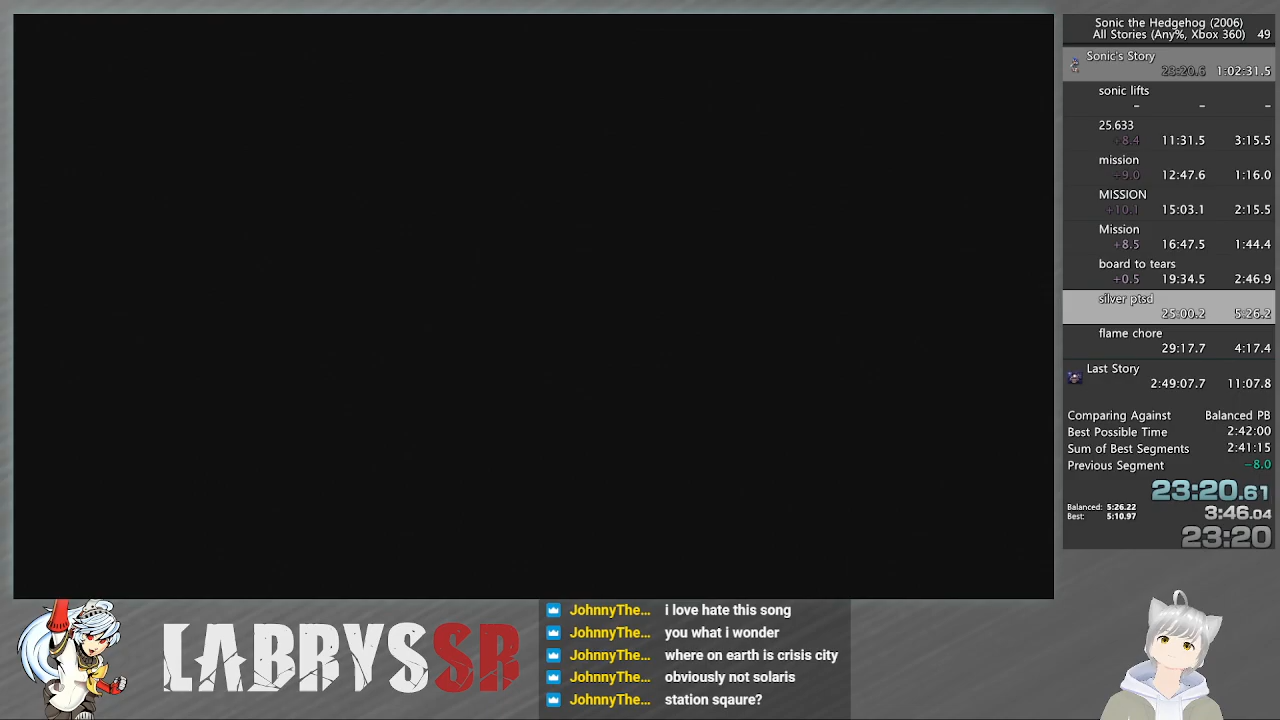 Sonic the Hedgehog (2006)
All Stories (Any%, Xbox 360) 49
Sonic's Story
23:20.6 1:02:31.5
sonic lifts
– – –
25.633
+8.4 11:31.5 3:15.5
mission
+9.0 12:47.6 1:16.0
MISSION
+10.1 15:03.1 2:15.5
Mission
+8.5 16:47.5 1:44.4
board to tears
+0.5 19:34.5 2:46.9
silver ptsd
25:00.2 5:26.2
flame chore
29:17.7 4:17.4
Last Story
2:49:07.7 11:07.8
Comparing Against Balanced PB
Best Possible Time 2:42:00
Sum of Best Segments 2:41:15
Previous Segment −8.0
23:20.61
Balanced: 5:26.22
Best: 5:10.97
3:46.04
23:20
LABRYSSR
JohnnyThe... i love hate this song
JohnnyThe... you what i wonder
JohnnyThe... where on earth is crisis city
JohnnyThe... obviously not solaris
JohnnyThe... station sqaure?